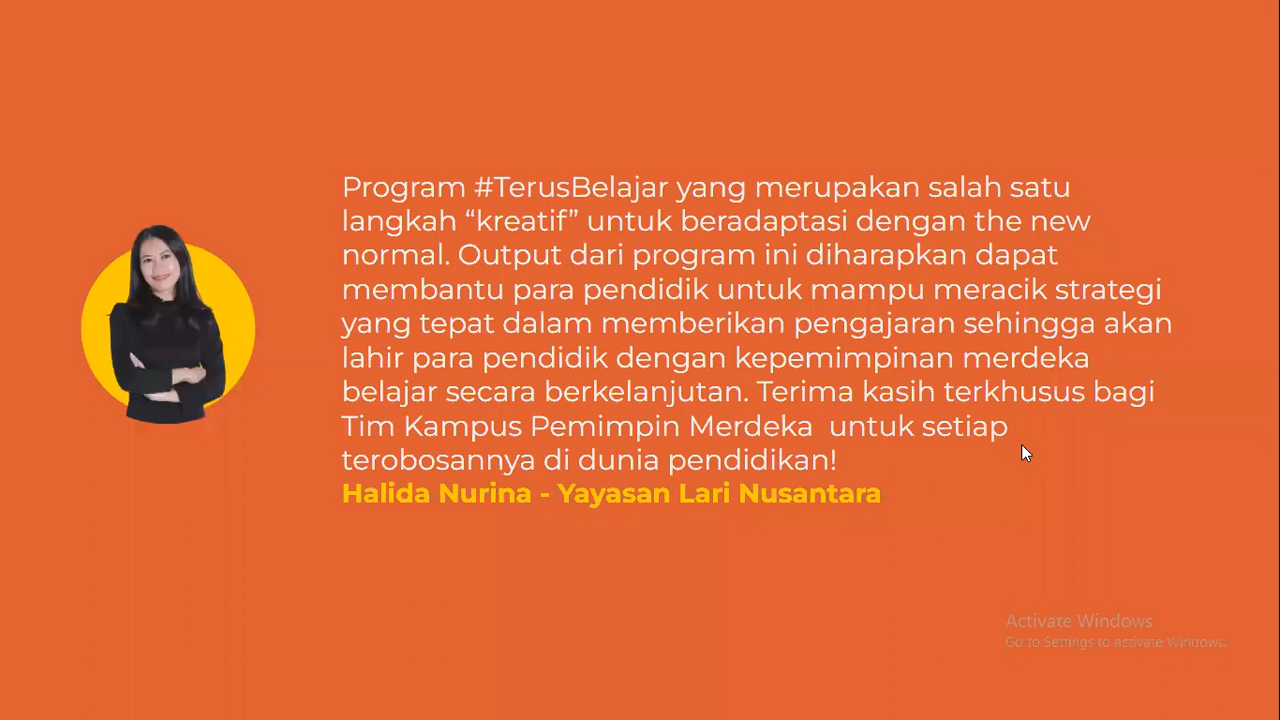 Program #TerusBelajar yang merupakan salah satu
langkah “kreatif” untuk beradaptasi dengan the new
normal. Output dari program ini diharapkan dapat
membantu para pendidik untuk mampu meracik strategi
yang tepat dalam memberikan pengajaran sehingga akan
lahir para pendidik dengan kepemimpinan merdeka
belajar secara berkelanjutan. Terima kasih terkhusus bagi
Tim Kampus Pemimpin Merdeka  untuk setiap
terobosannya di dunia pendidikan!
Halida Nurina - Yayasan Lari Nusantara
Activate Windows
Go to Settings to activate Windows.